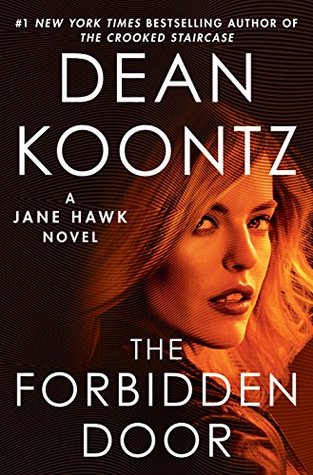 #1 NEW YORK TIMES BESTSELLING AUTHOR OF
THE CROOKED STAIRCASE
DEAN
KOONTZ
A
JANE HAWK
NOVEL
THE
FORBIDDEN
DOOR